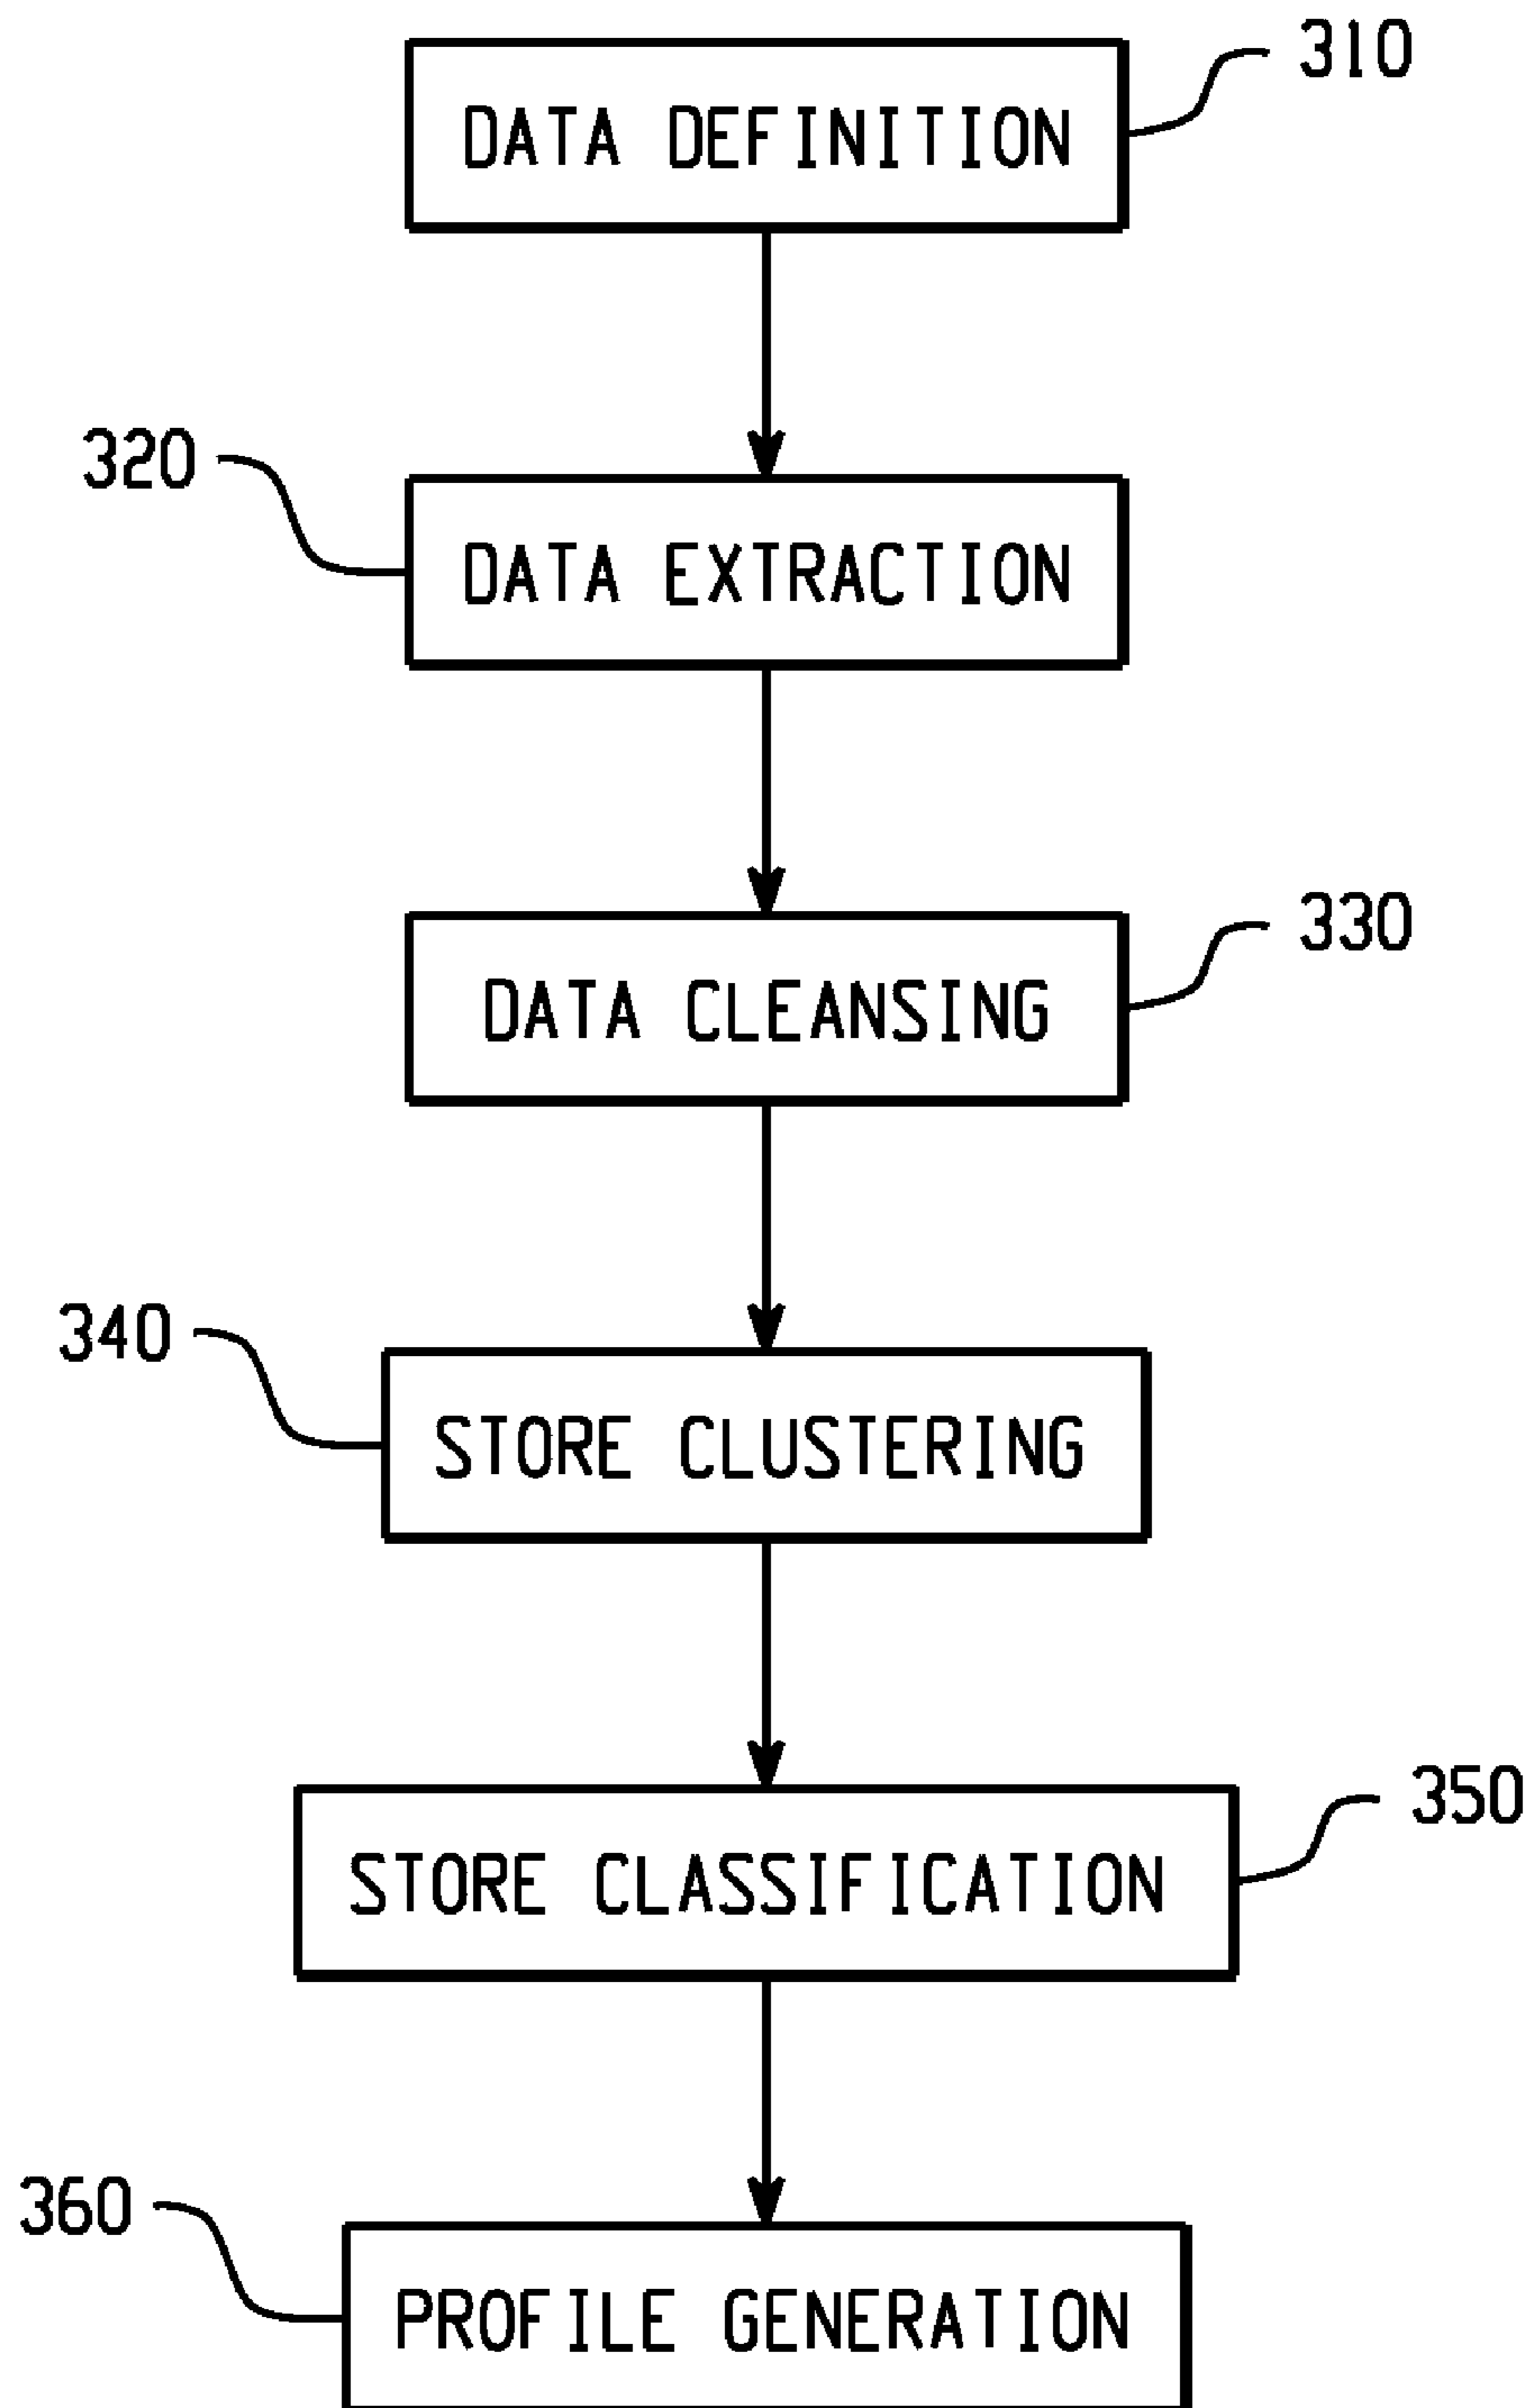 310
DATA DEFINITION
320
DATA EXTRACTION
330
DATA CLEANSING
340
STORE CLUSTERING
350
STORE CLASSIFICATION
360
PROFILE GENERATION